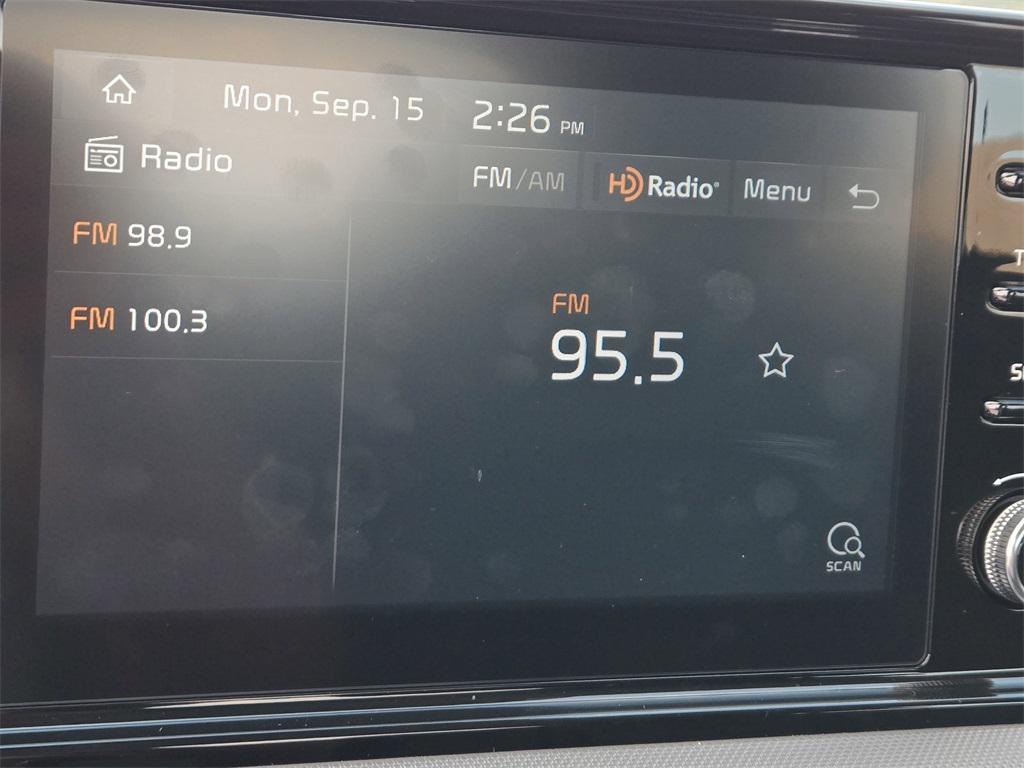 Mon, Sep. 15 2:26 PM
Radio
FM/AM HD Radio® Menu
FM 98.9
FM 100.3
FM
95.5
SCAN